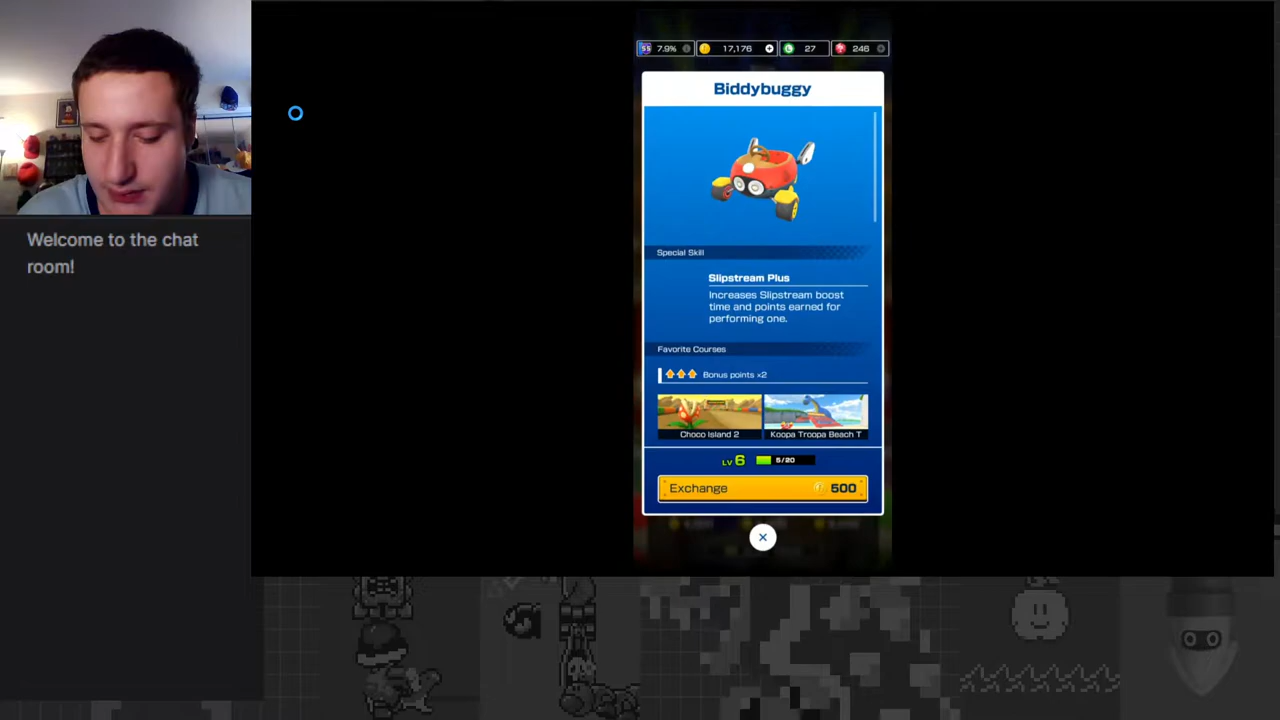 7.9%
17,176
27
246
Biddybuggy
Welcome to the chat
room!
Special Skill
Slipstream Plus
Increases Slipstream boost
time and points earned for
performing one.
Favorite Courses
Bonus points ×2
Choco Island 2
Koopa Troopa Beach T
LV 6
5/20
Exchange
500